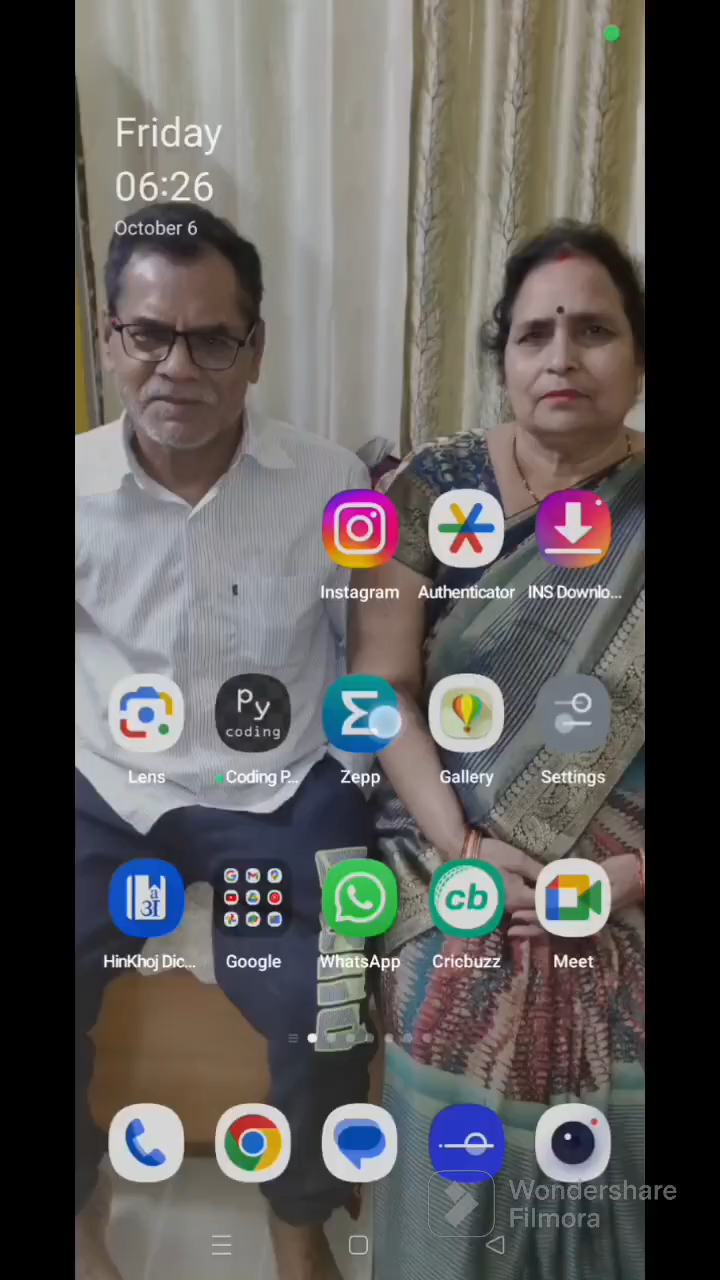 Friday
06:26
October 6
Instagram
Authenticator
INS Downlo...
Py
coding
Lens
Coding P...
Zepp
Gallery
Settings
अ
a
HinKhoj Dic...
Google
WhatsApp
cb
Cricbuzz
Meet
Wondershare
Filmora